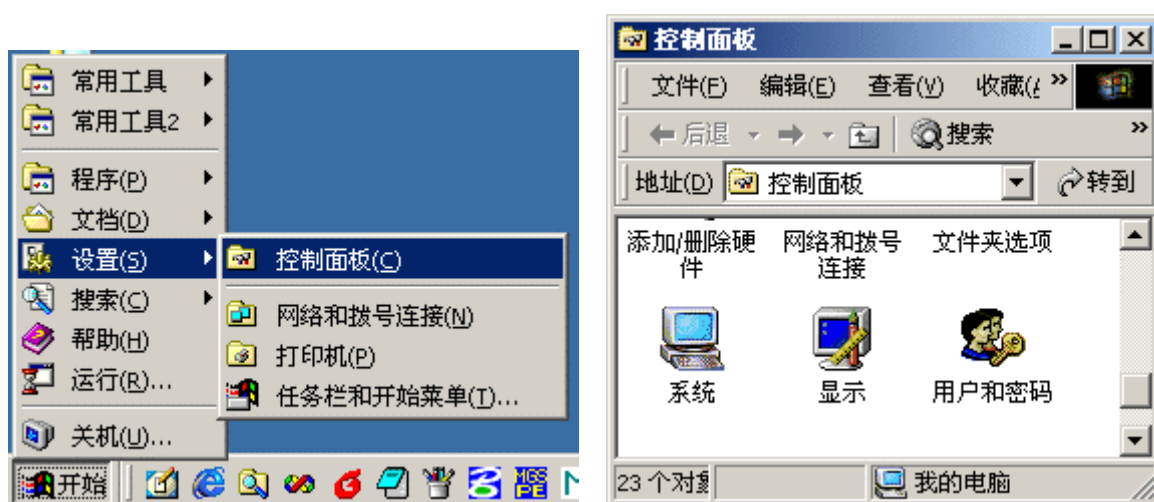 常用工具
常用工具2
程序(P)
文档(D)
设置(S)
搜索(C)
帮助(H)
运行(R)...
关机(U)...
控制面板(C)
网络和拨号连接(N)
打印机(P)
任务栏和开始菜单(T)...
开始
MGS
PE
控制面板
文件(F) 编辑(E) 查看(V) 收藏(
后退 搜索
地址(D) 控制面板 转到
添加/删除硬
件
网络和拨号
连接
文件夹选项
系统 显示 用户和密码
23 个对 我的电脑